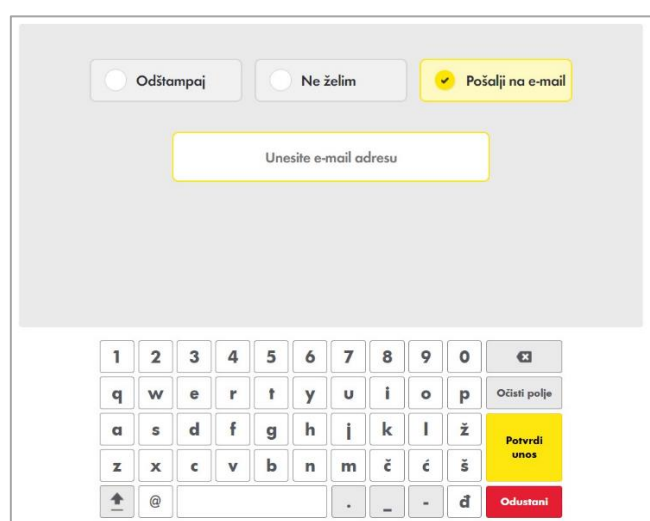 Odštampaj Ne želim Pošalji na e-mail
Unesite e-mail adresu
1 2 3 4 5 6 7 8 9 0
q w e r t y u i o p Očisti polje
a s d f g h j k l ž Potvrdi
unos
z x c v b n m č ć š
@ . _ - đ Odustani